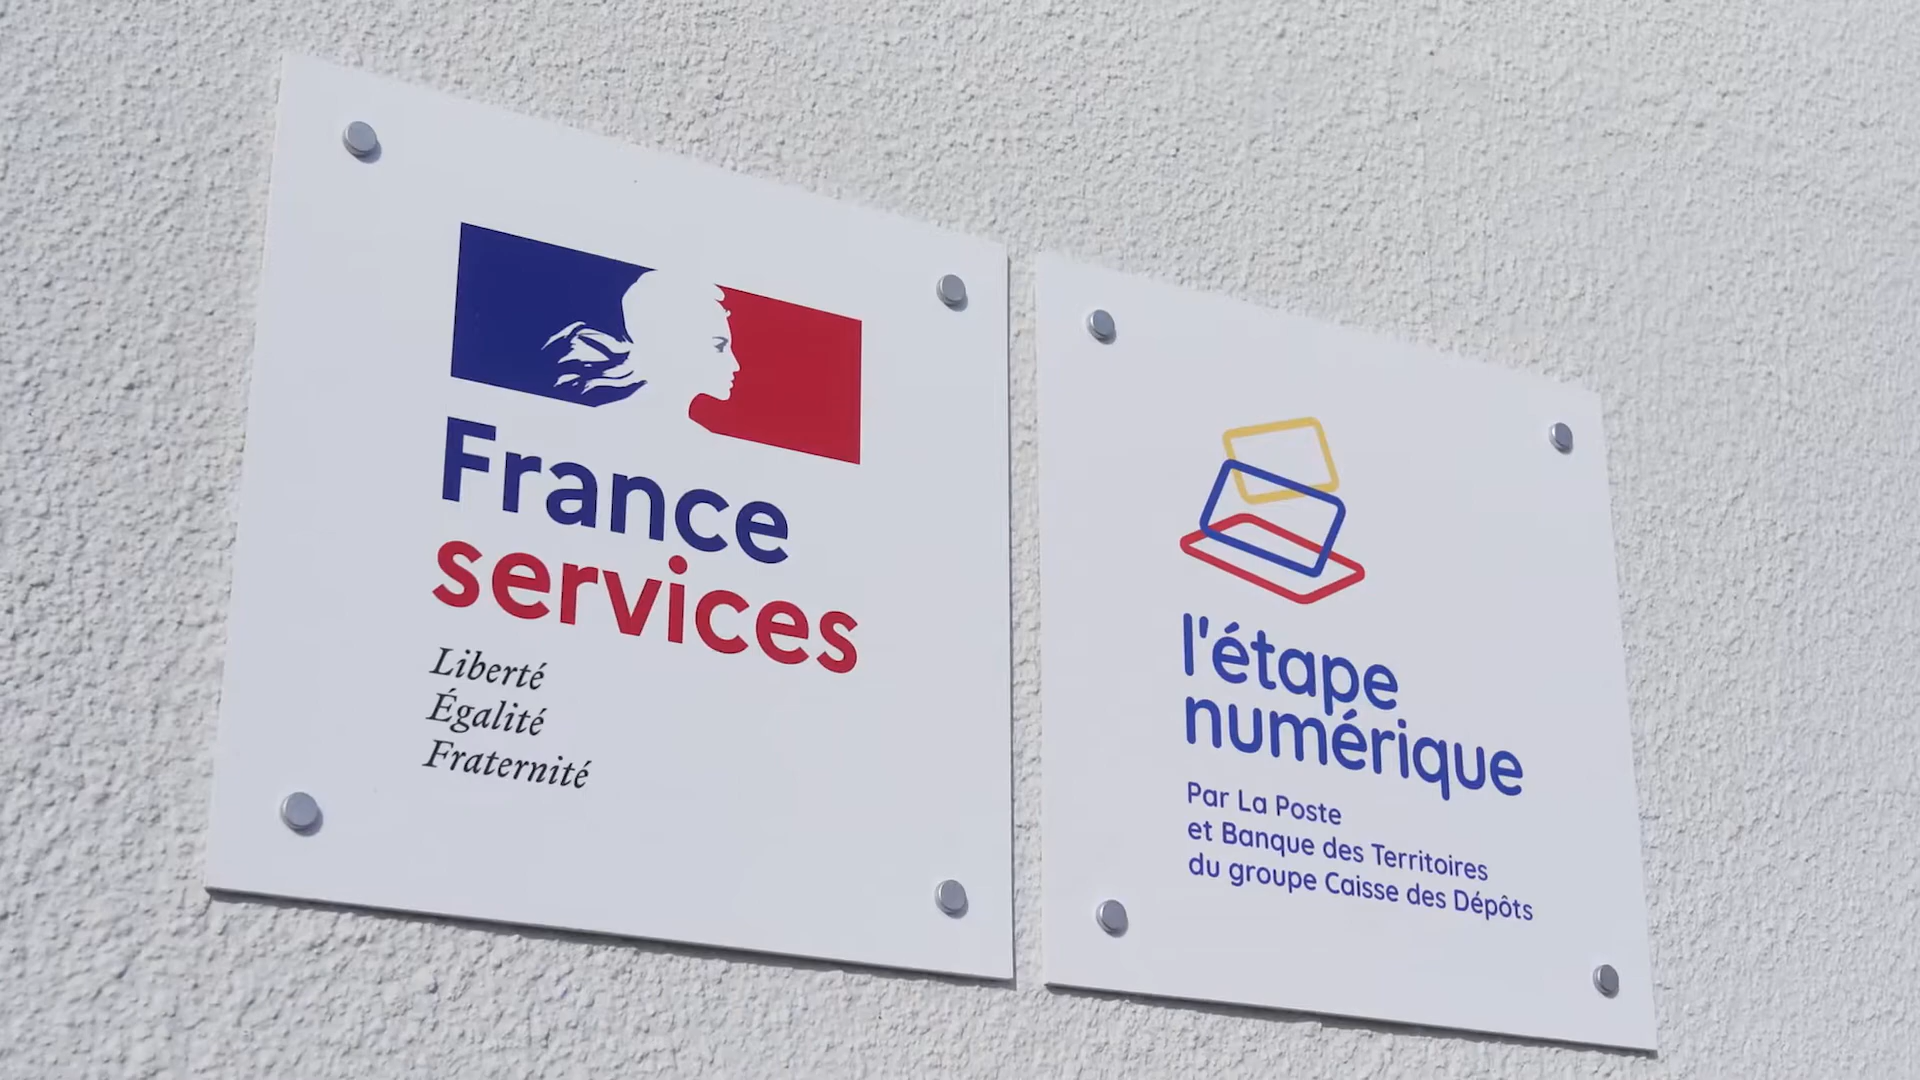 France
services
Liberté
Égalité
Fraternité
l'étape
numérique
Par La Poste
et Banque des Territoires
du groupe Caisse des Dépôts